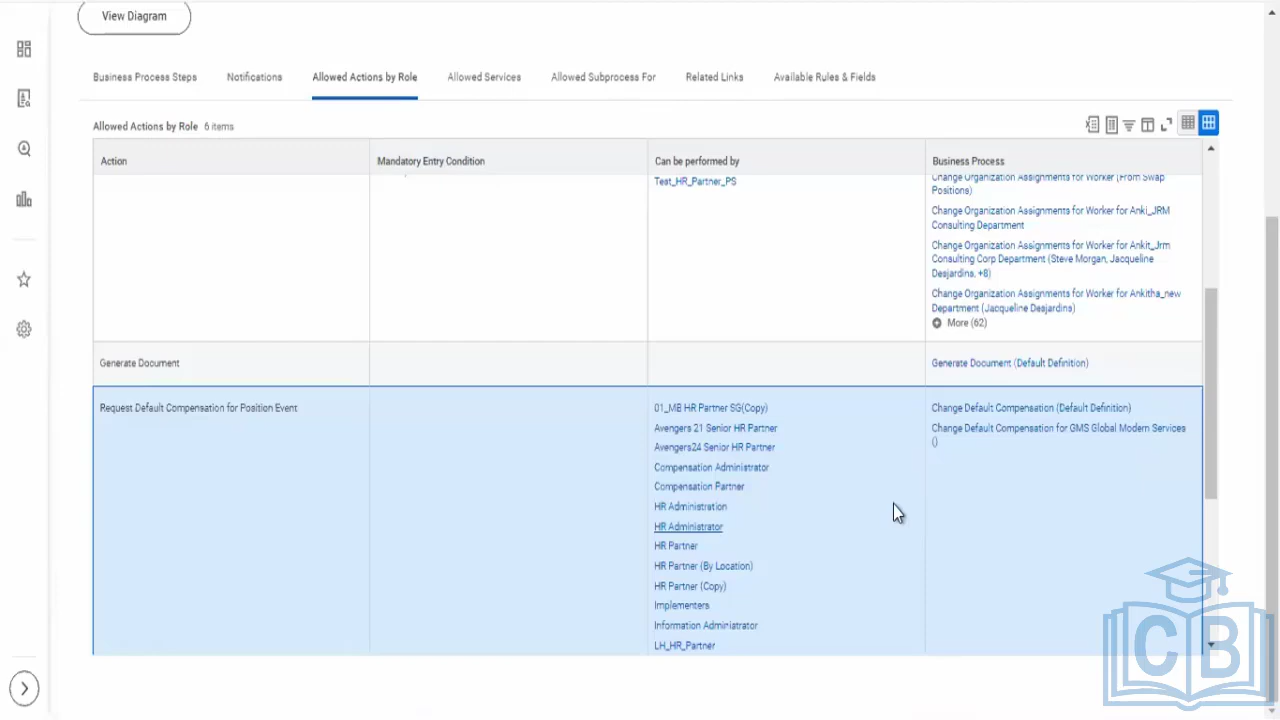 View Diagram
Business Process Steps
Notifications
Allowed Actions by Role
Allowed Services
Allowed Subprocess For
Related Links
Available Rules & Fields
Allowed Actions by Role 6 items
Action
Mandatory Entry Condition
Can be performed by
Business Process
Test_HR_Partner_PS
Change Organization Assignments for Worker (From Swap
Positions)
Change Organization Assignments for Worker for Anki_JRM
Consulting Department
Change Organization Assignments for Worker for Ankit_Jrm
Consulting Corp Department (Steve Morgan, Jacqueline
Desjardins, +8)
Change Organization Assignments for Worker for Ankitha_new
Department (Jacqueline Desjardins)
More (62)
Generate Document
Generate Document (Default Definition)
Request Default Compensation for Position Event
01_MB HR Partner SG(Copy)
Avengers 21 Senior HR Partner
Avengers24 Senior HR Partner
Compensation Administrator
Compensation Partner
HR Administration
HR Administrator
HR Partner
HR Partner (By Location)
HR Partner (Copy)
Implementers
Information Administrator
LH_HR_Partner
Change Default Compensation (Default Definition)
Change Default Compensation for GMS Global Modern Services
()
CB